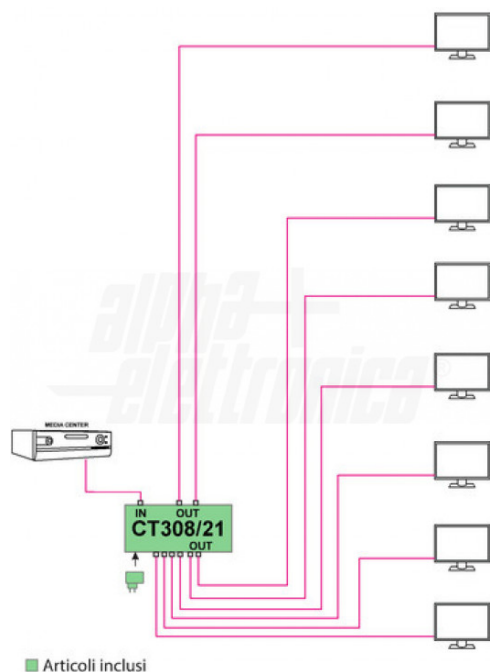 alpha
elettronica®
MEDIA CENTER
IN OUT
CT308/21
OUT
Articoli inclusi